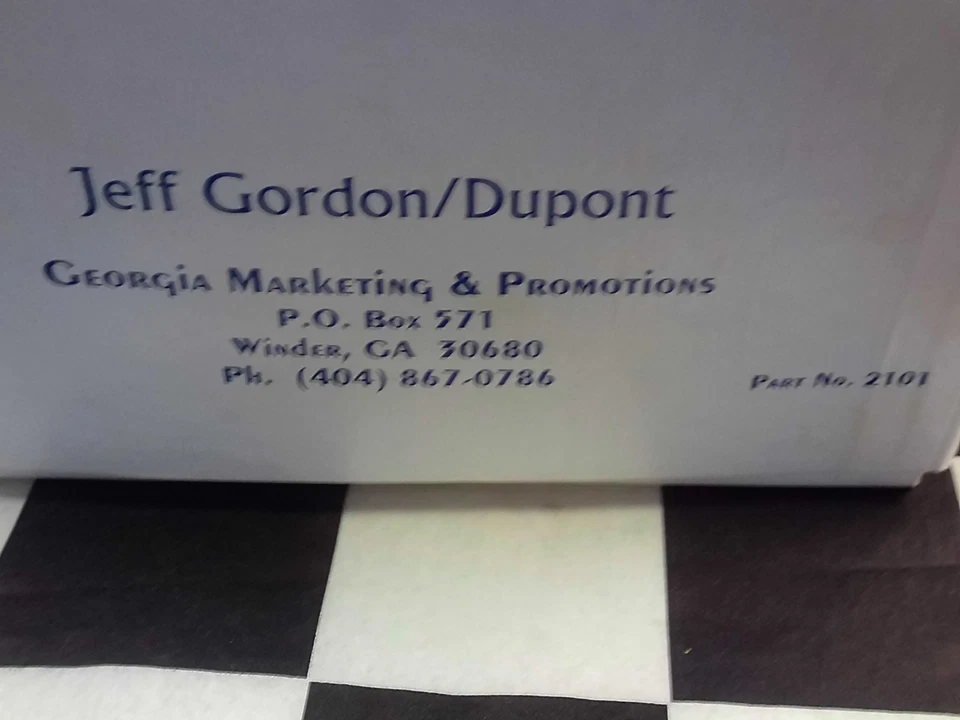 Jeff Gordon/Dupont
Georgia Marketing & Promotions
P.O. Box 571
Winder, GA 30680
Ph. (404) 867-0786
Part No. 2101